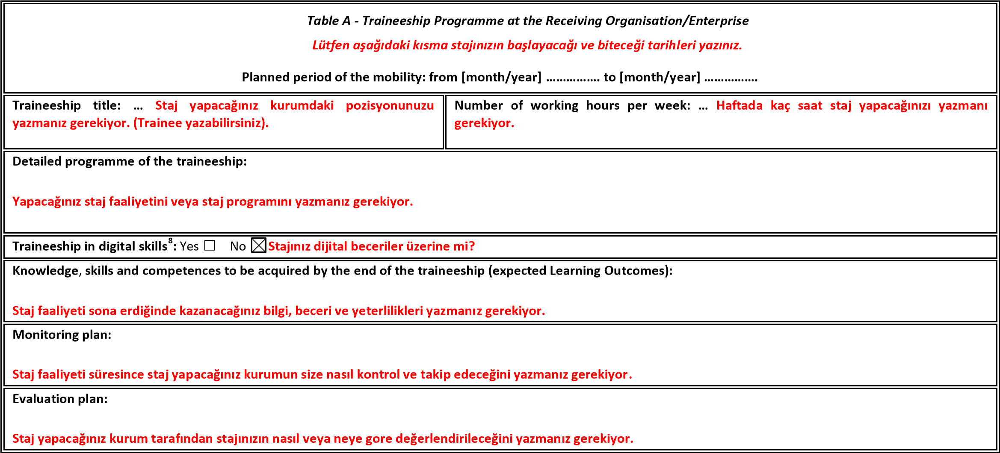 Table A - Traineeship Programme at the Receiving Organisation/Enterprise
Lütfen aşağıdaki kısma stajınızın başlayacağı ve biteceği tarihleri yazınız.
Planned period of the mobility: from [month/year] ……………. to [month/year] …………….
Traineeship title: … Staj yapacağınız kurumdaki pozisyonunuzu
yazmanız gerekiyor. (Trainee yazabilirsiniz).
Number of working hours per week: … Haftada kaç saat staj yapacağınızı yazmanı
gerekiyor.
Detailed programme of the traineeship:
Yapacağınız staj faaliyetini veya staj programını yazmanız gerekiyor.
Traineeship in digital skills⁸: Yes ☐ No ☒ Stajınız dijital beceriler üzerine mi?
Knowledge, skills and competences to be acquired by the end of the traineeship (expected Learning Outcomes):
Staj faaliyeti sona erdiğinde kazanacağınız bilgi, beceri ve yeterlilikleri yazmanız gerekiyor.
Monitoring plan:
Staj faaliyeti süresince staj yapacağınız kurumun size nasıl kontrol ve takip edeceğini yazmanız gerekiyor.
Evaluation plan:
Staj yapacağınız kurum tarafından stajınızın nasıl veya neye gore değerlendirileceğini yazmanız gerekiyor.